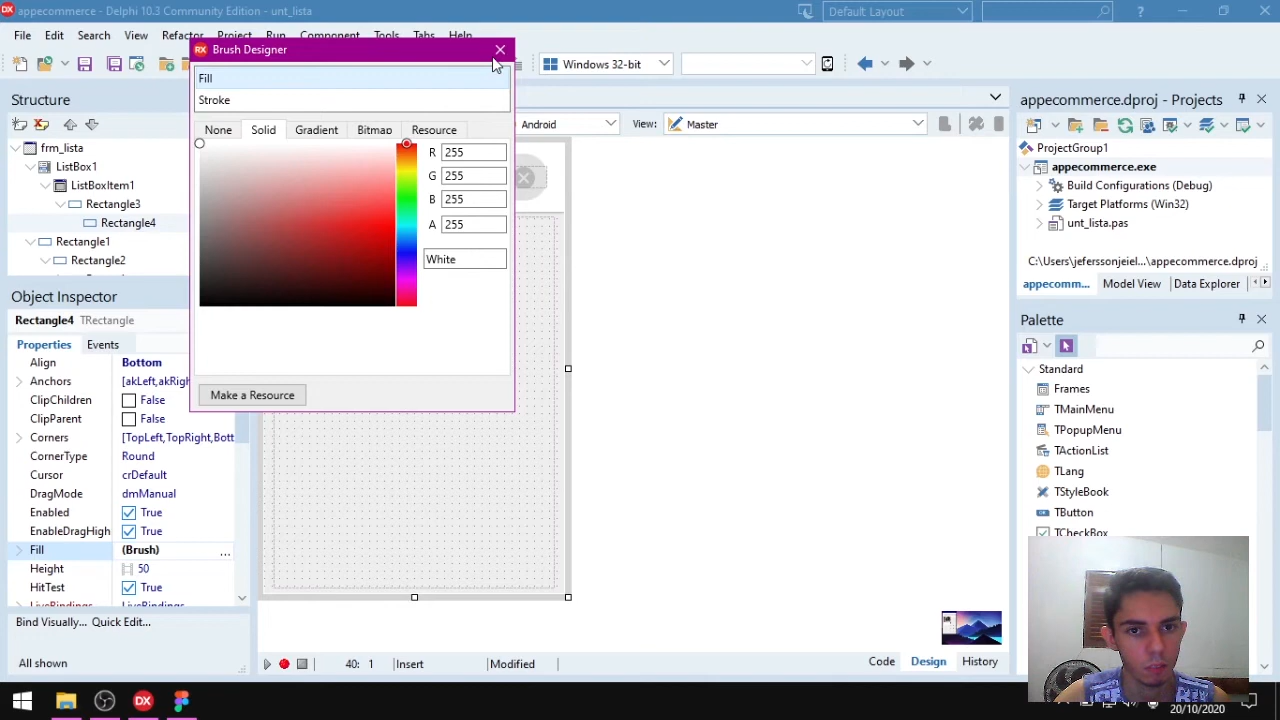 appecommerce - Delphi 10.3 Community Edition - unt_lista
Default Layout
File Edit Search View Refactor Project Run Component Tools Tabs Help
Brush Designer
Windows 32-bit
Fill
Stroke
None Solid Gradient Bitmap Resource
R 255
G 255
B 255
A 255
White
Make a Resource
Structure
frm_lista
ListBox1
ListBoxItem1
Rectangle3
Rectangle4
Rectangle1
Rectangle2
Object Inspector
Rectangle4 TRectangle
Properties Events
Align Bottom
Anchors [akLeft,akRigh
ClipChildren False
ClipParent False
Corners [TopLeft,TopRight,Bott
CornerType Round
Cursor crDefault
DragMode dmManual
Enabled True
EnableDragHigh True
Fill (Brush) ...
Height 50
HitTest True
LiveBindings LiveBindings
Bind Visually... Quick Edit...
All shown
Android
View: Master
40: 1 Insert Modified
Code Design History
appecommerce.dproj - Projects
ProjectGroup1
appecommerce.exe
Build Configurations (Debug)
Target Platforms (Win32)
unt_lista.pas
C:\Users\jefersonjeiel...\appecommerce.dproj
appecomm... Model View Data Explorer
Palette
Standard
Frames
TMainMenu
TPopupMenu
TActionList
TLang
TStyleBook
TButton
TCheckBox
20/10/2020